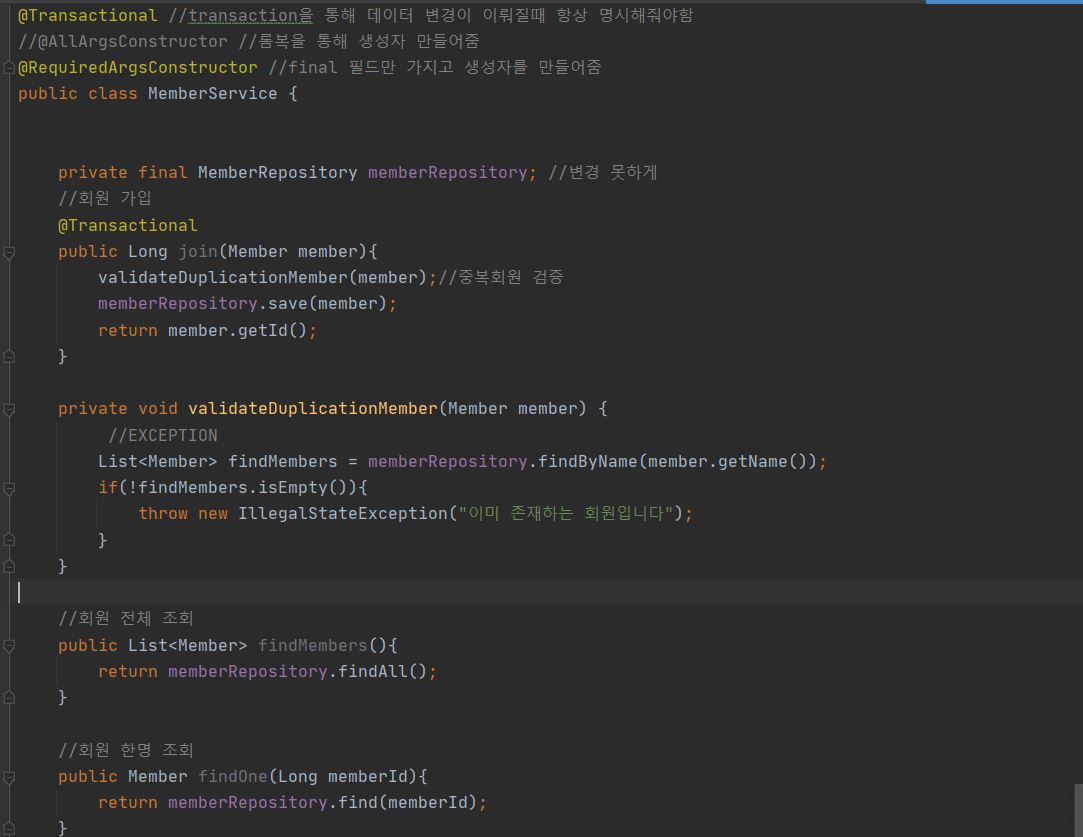 @Transactional //transaction을 통해 데이터 변경이 이뤄질때 항상 명시해줘야함
//@AllArgsConstructor //롬복을 통해 생성자 만들어줌
@RequiredArgsConstructor //final 필드만 가지고 생성자를 만들어줌
public class MemberService {
private final MemberRepository memberRepository; //변경 못하게
//회원 가입
@Transactional
public Long join(Member member){
validateDuplicationMember(member);//중복회원 검증
memberRepository.save(member);
return member.getId();
}
private void validateDuplicationMember(Member member) {
//EXCEPTION
List<Member> findMembers = memberRepository.findByName(member.getName());
if(!findMembers.isEmpty()){
throw new IllegalStateException("이미 존재하는 회원입니다");
}
}
//회원 전체 조회
public List<Member> findMembers(){
return memberRepository.findAll();
}
//회원 한명 조회
public Member findOne(Long memberId){
return memberRepository.find(memberId);
}